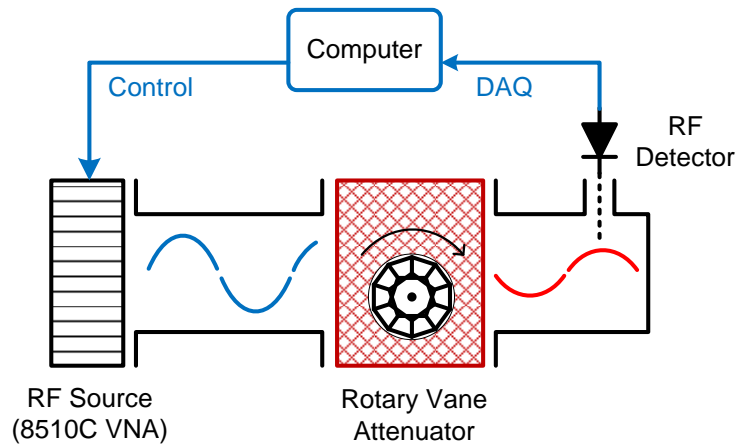 Computer
Control
DAQ
RF
Detector
RF Source
(8510C VNA)
Rotary Vane
Attenuator